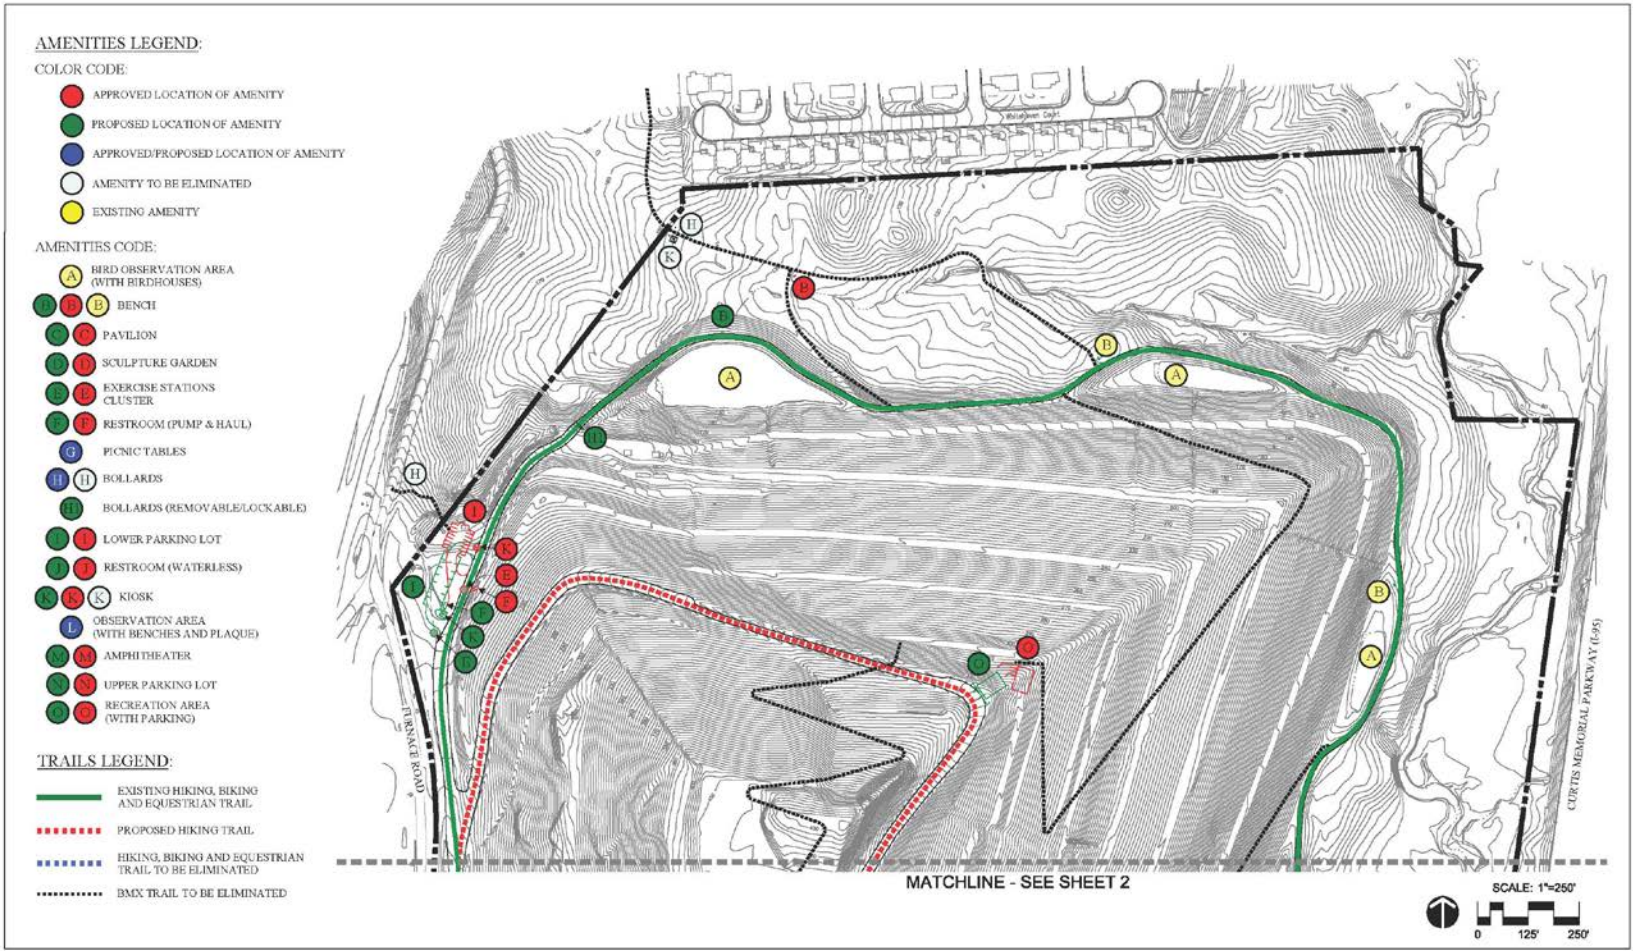 AMENITIES LEGEND:
COLOR CODE:
APPROVED LOCATION OF AMENITY
PROPOSED LOCATION OF AMENITY
APPROVED/PROPOSED LOCATION OF AMENITY
AMENITY TO BE ELIMINATED
EXISTING AMENITY
AMENITIES CODE:
A BIRD OBSERVATION AREA
(WITH BIRDHOUSES)
B B B BENCH
C C PAVILION
D D SCULPTURE GARDEN
E E EXERCISE STATIONS
CLUSTER
F F RESTROOM (PUMP & HAUL)
G PICNIC TABLES
H H BOLLARDS
H1 BOLLARDS (REMOVABLE/LOCKABLE)
I I LOWER PARKING LOT
J J RESTROOM (WATERLESS)
K K K KIOSK
L OBSERVATION AREA
(WITH BENCHES AND PLAQUE)
M M AMPHITHEATER
N N UPPER PARKING LOT
O O RECREATION AREA
(WITH PARKING)
TRAILS LEGEND:
EXISTING HIKING, BIKING
AND EQUESTRIAN TRAIL
PROPOSED HIKING TRAIL
HIKING, BIKING AND EQUESTRIAN
TRAIL TO BE ELIMINATED
BMX TRAIL TO BE ELIMINATED
Whitehaven Court
H
K
B
B
B
A
A
H1
H
I
K
E
I
F
F
K
E
B
A
O
O
FURNACE ROAD
CURTIS MEMORIAL PARKWAY (I-95)
MATCHLINE - SEE SHEET 2
SCALE: 1"=250'
0 125' 250'